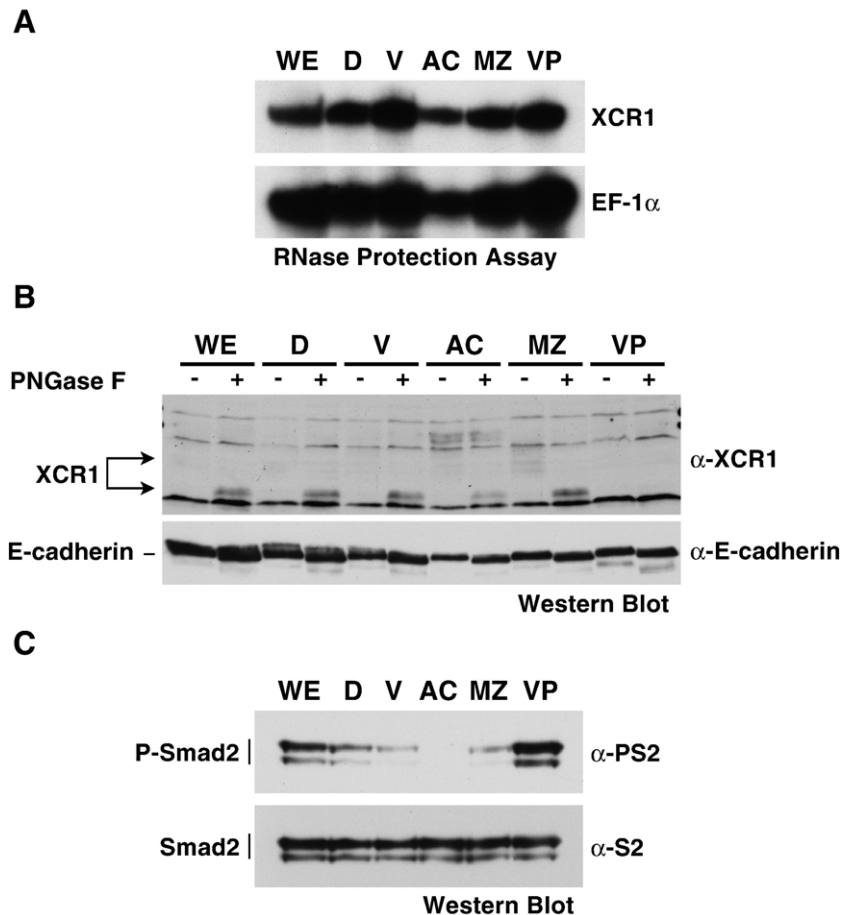 A
WE D V AC MZ VP
XCR1
EF-1α
RNase Protection Assay
B
WE D V AC MZ VP
PNGase F - + - + - + - + - + - +
XCR1
α-XCR1
E-cadherin –
α-E-cadherin
Western Blot
C
WE D V AC MZ VP
P-Smad2
α-PS2
Smad2
α-S2
Western Blot